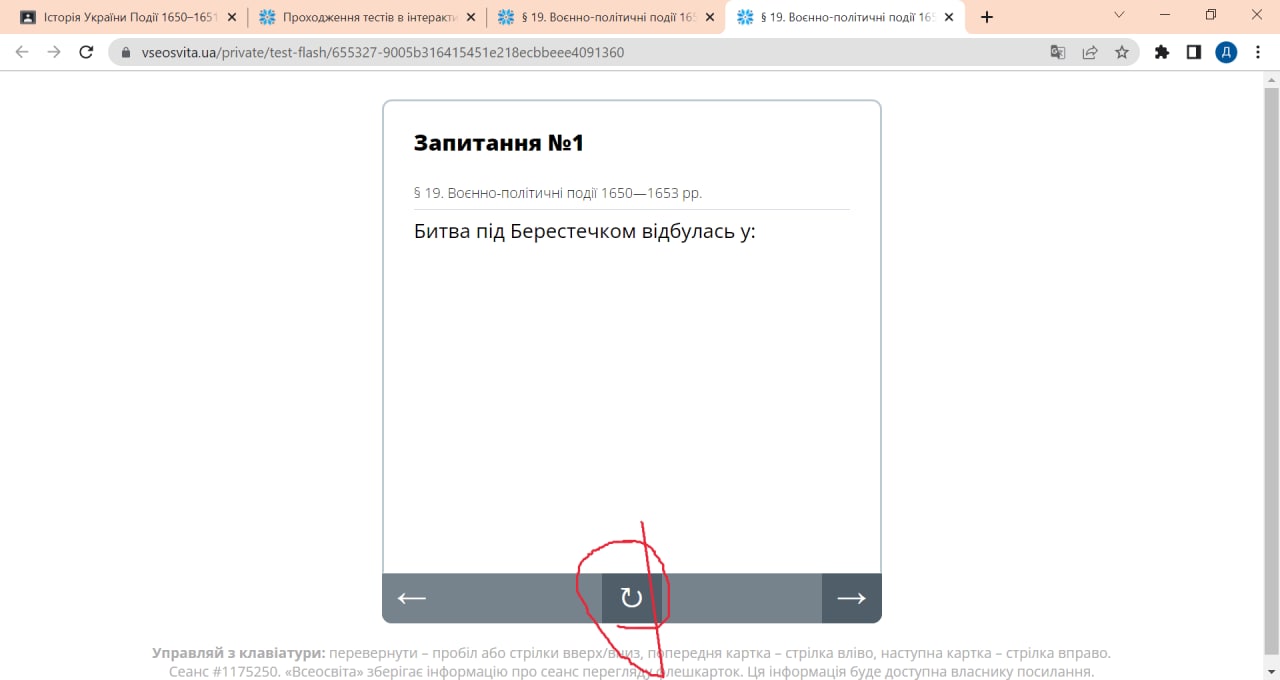 Історія України Події 1650–1651
Проходження тестів в інтеракти
§ 19. Воєнно-політичні події 165
§ 19. Воєнно-політичні події 165
vseosvita.ua/private/test-flash/655327-9005b316415451e218ecbbeee4091360
Д
Запитання №1
§ 19. Воєнно-політичні події 1650—1653 рр.
Битва під Берестечком відбулась у:
Управляй з клавіатури: перевернути – пробіл або стрілки вверх/вниз, попередня картка – стрілка вліво, наступна картка – стрілка вправо.
Сеанс #1175250. «Всеосвіта» зберігає інформацію про сеанс перегляду флешкарток. Ця інформація буде доступна власнику посилання.